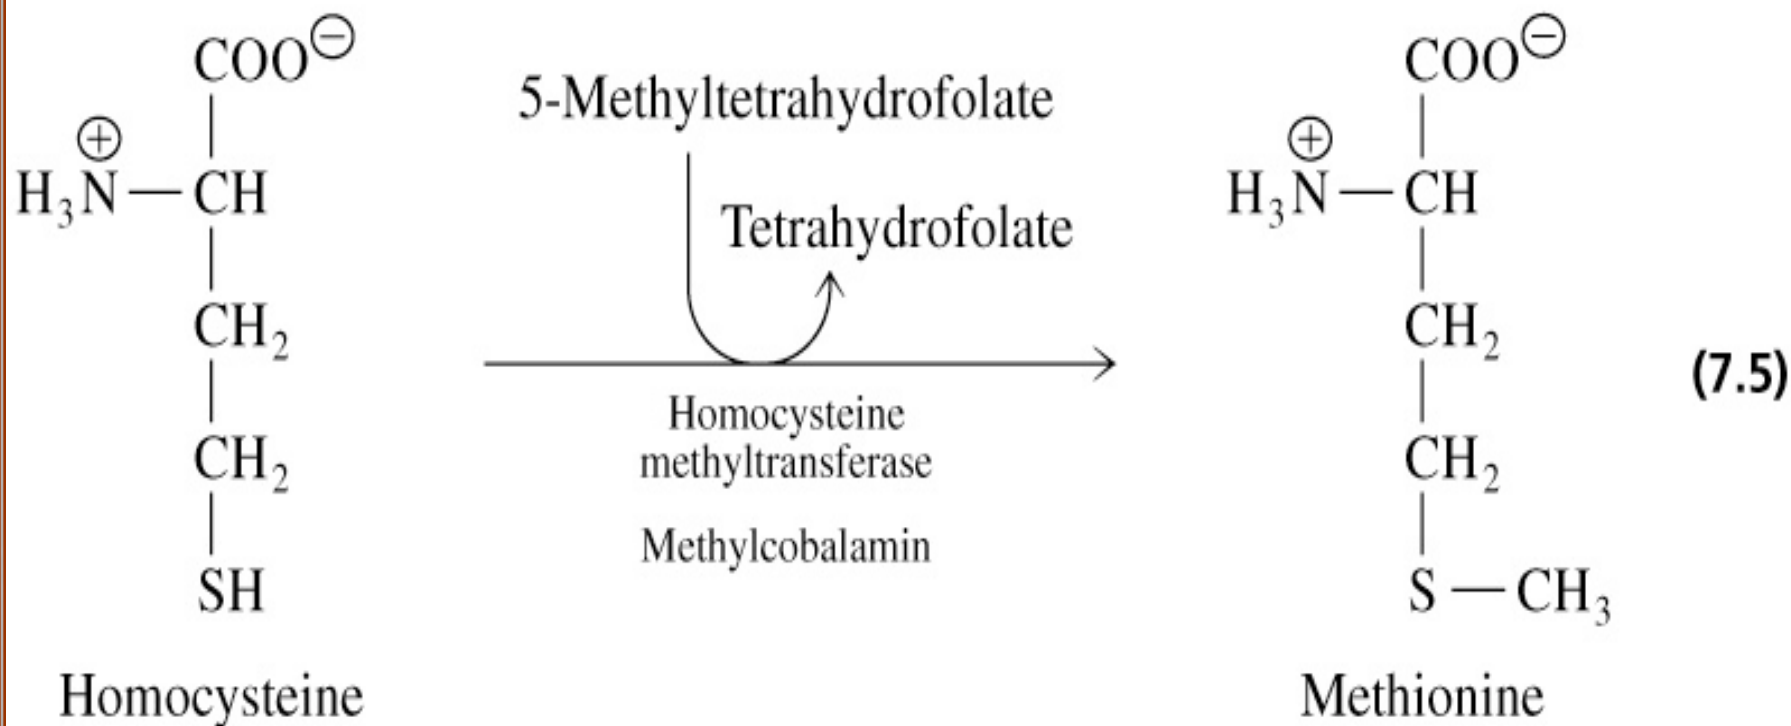 COO⊖
⊕
H₃N—CH
CH₂
CH₂
SH
Homocysteine
5-Methyltetrahydrofolate
Tetrahydrofolate
Homocysteine
methyltransferase
Methylcobalamin
COO⊖
⊕
H₃N—CH
CH₂
CH₂
S—CH₃
Methionine
(7.5)